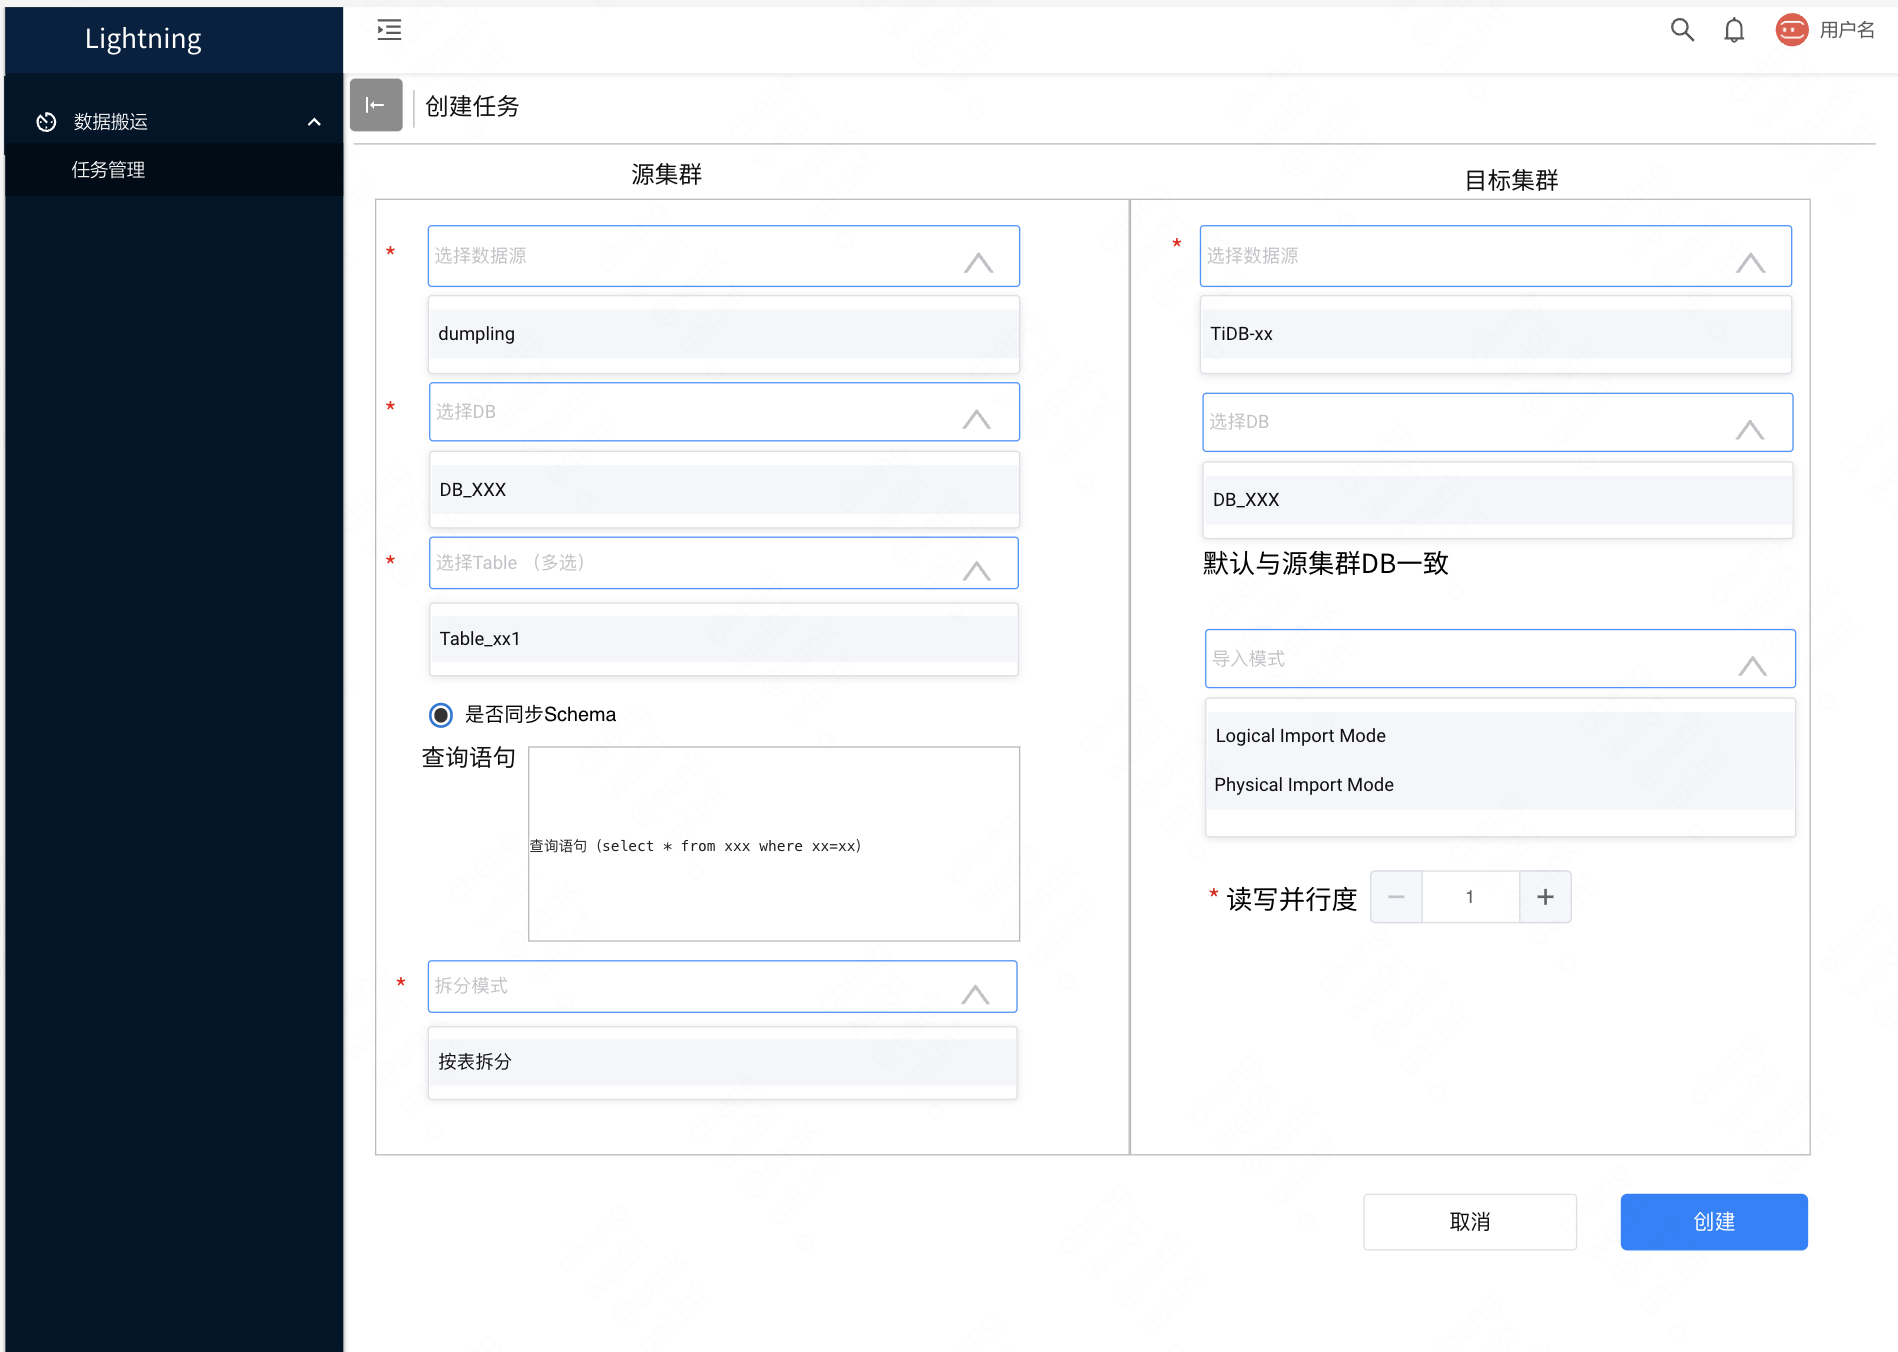 Lightning
用户名
数据搬运
任务管理
创建任务
源集群
目标集群
* 选择数据源
dumpling
* 选择DB
DB_XXX
* 选择Table （多选）
Table_xx1
是否同步Schema
查询语句
查询语句（select * from xxx where xx=xx）
* 拆分模式
按表拆分
* 选择数据源
TiDB-xx
选择DB
DB_XXX
默认与源集群DB一致
导入模式
Logical Import Mode
Physical Import Mode
* 读写并行度 − 1 +
取消
创建